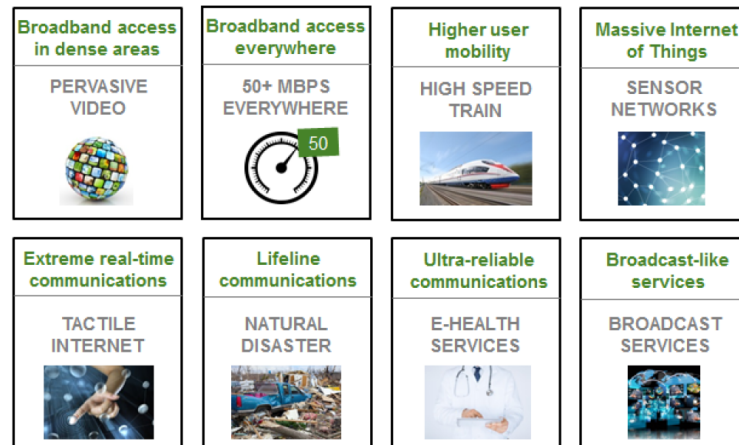 Broadband access
in dense areas
PERVASIVE
VIDEO
Broadband access
everywhere
50+ MBPS
EVERYWHERE
50
Higher user
mobility
HIGH SPEED
TRAIN
Massive Internet
of Things
SENSOR
NETWORKS
Extreme real-time
communications
TACTILE
INTERNET
Lifeline
communications
NATURAL
DISASTER
Ultra-reliable
communications
E-HEALTH
SERVICES
Broadcast-like
services
BROADCAST
SERVICES